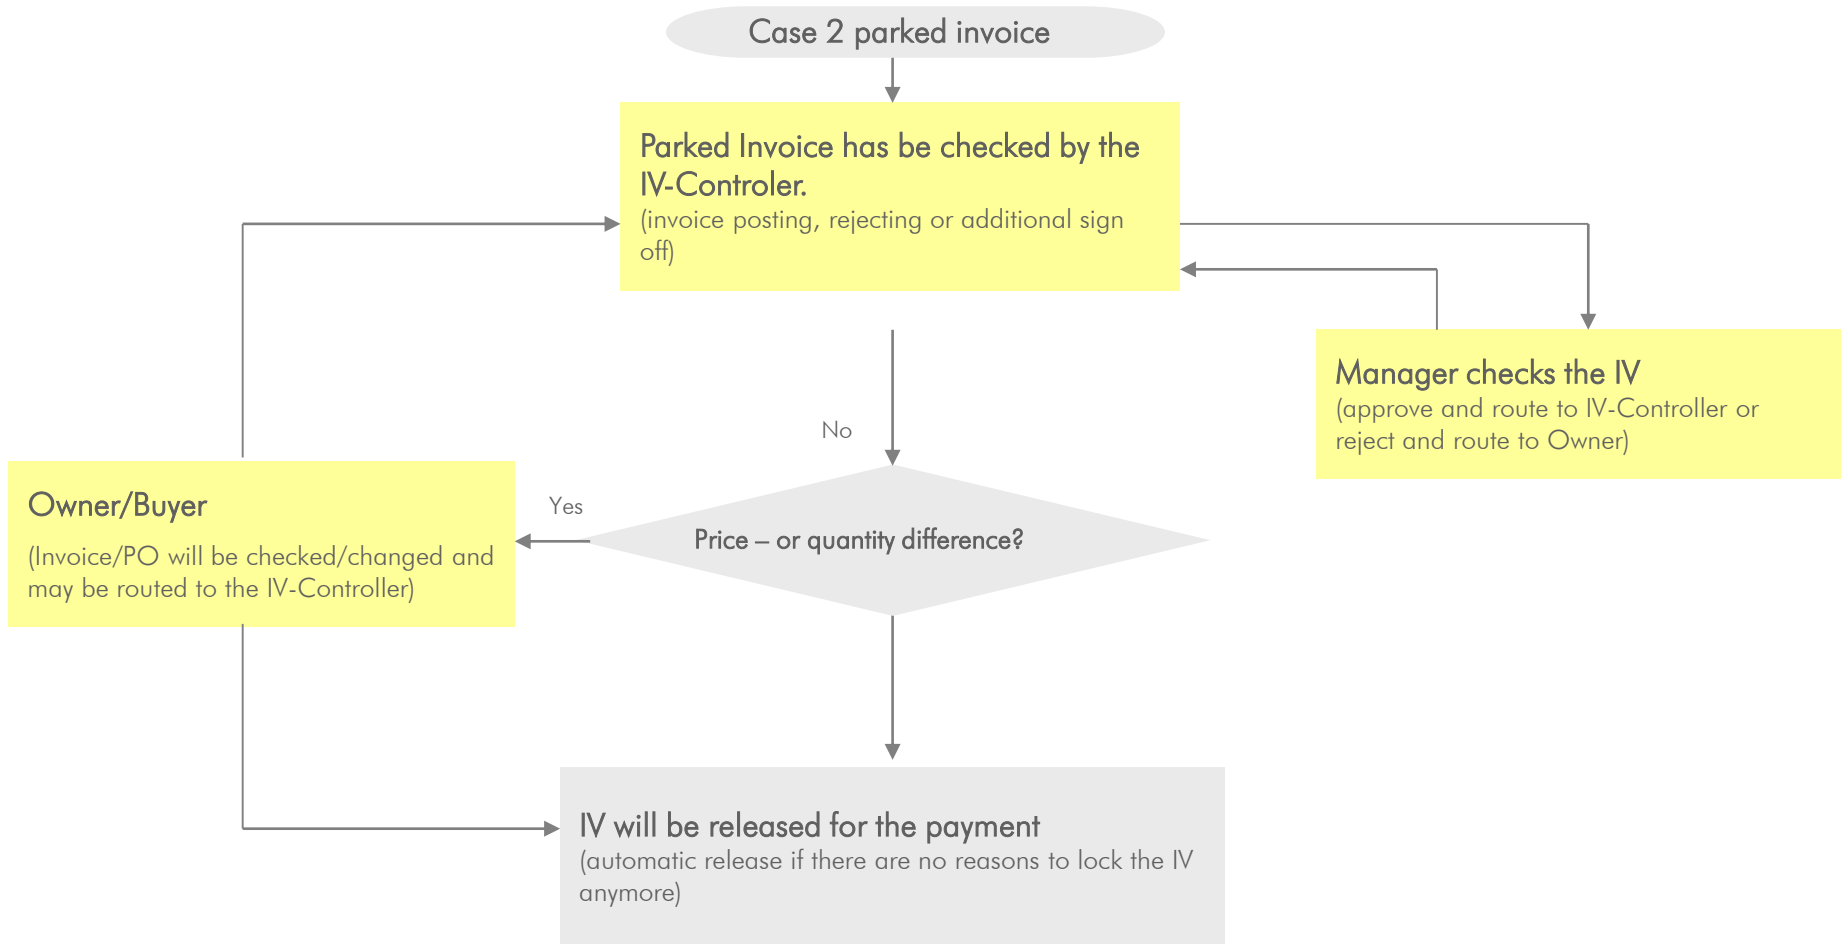 Case 2 parked invoice
Parked Invoice has be checked by the
IV-Controler.
(invoice posting, rejecting or additional sign
off)
Manager checks the IV
(approve and route to IV-Controller or
reject and route to Owner)
No
Owner/Buyer
(Invoice/PO will be checked/changed and
may be routed to the IV-Controller)
Yes
Price – or quantity difference?
IV will be released for the payment
(automatic release if there are no reasons to lock the IV
anymore)